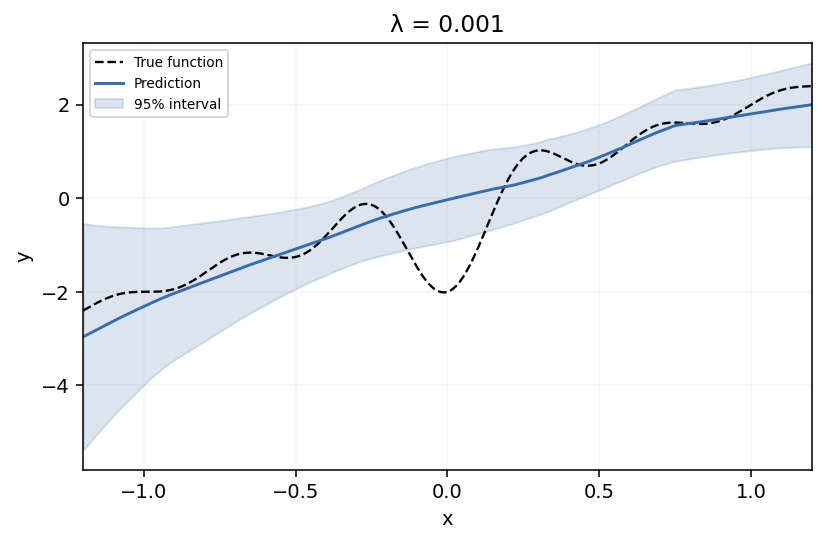 λ = 0.001
True function
Prediction
95% interval
y
2
0
−2
−4
−1.0
−0.5
0.0
0.5
1.0
x